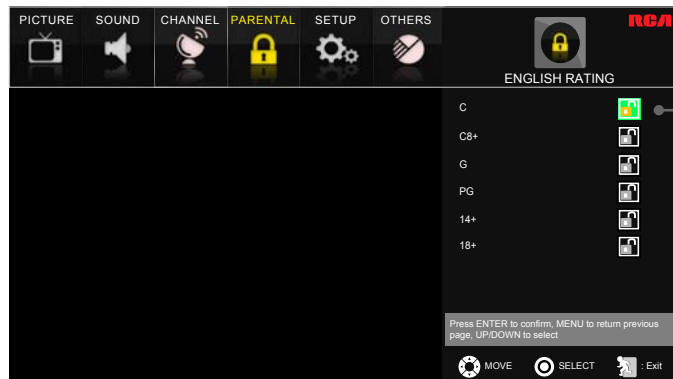 PICTURE SOUND CHANNEL PARENTAL SETUP OTHERS
RCA
ENGLISH RATING
C
C8+
G
PG
14+
18+
Press ENTER to confirm, MENU to return previous
page, UP/DOWN to select
MOVE SELECT : Exit